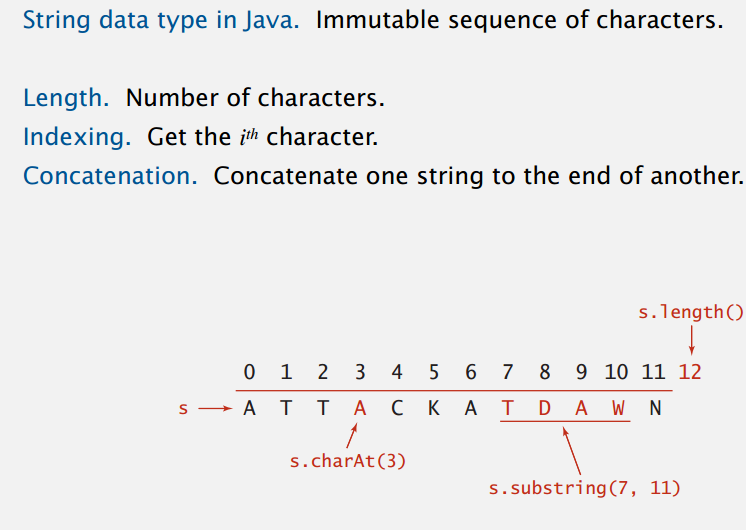 String data type in Java. Immutable sequence of characters.
Length. Number of characters.
Indexing. Get the ith character.
Concatenation. Concatenate one string to the end of another.
s.length()
0 1 2 3 4 5 6 7 8 9 10 11 12
s A T T A C K A T D A W N
s.charAt(3)
s.substring(7, 11)